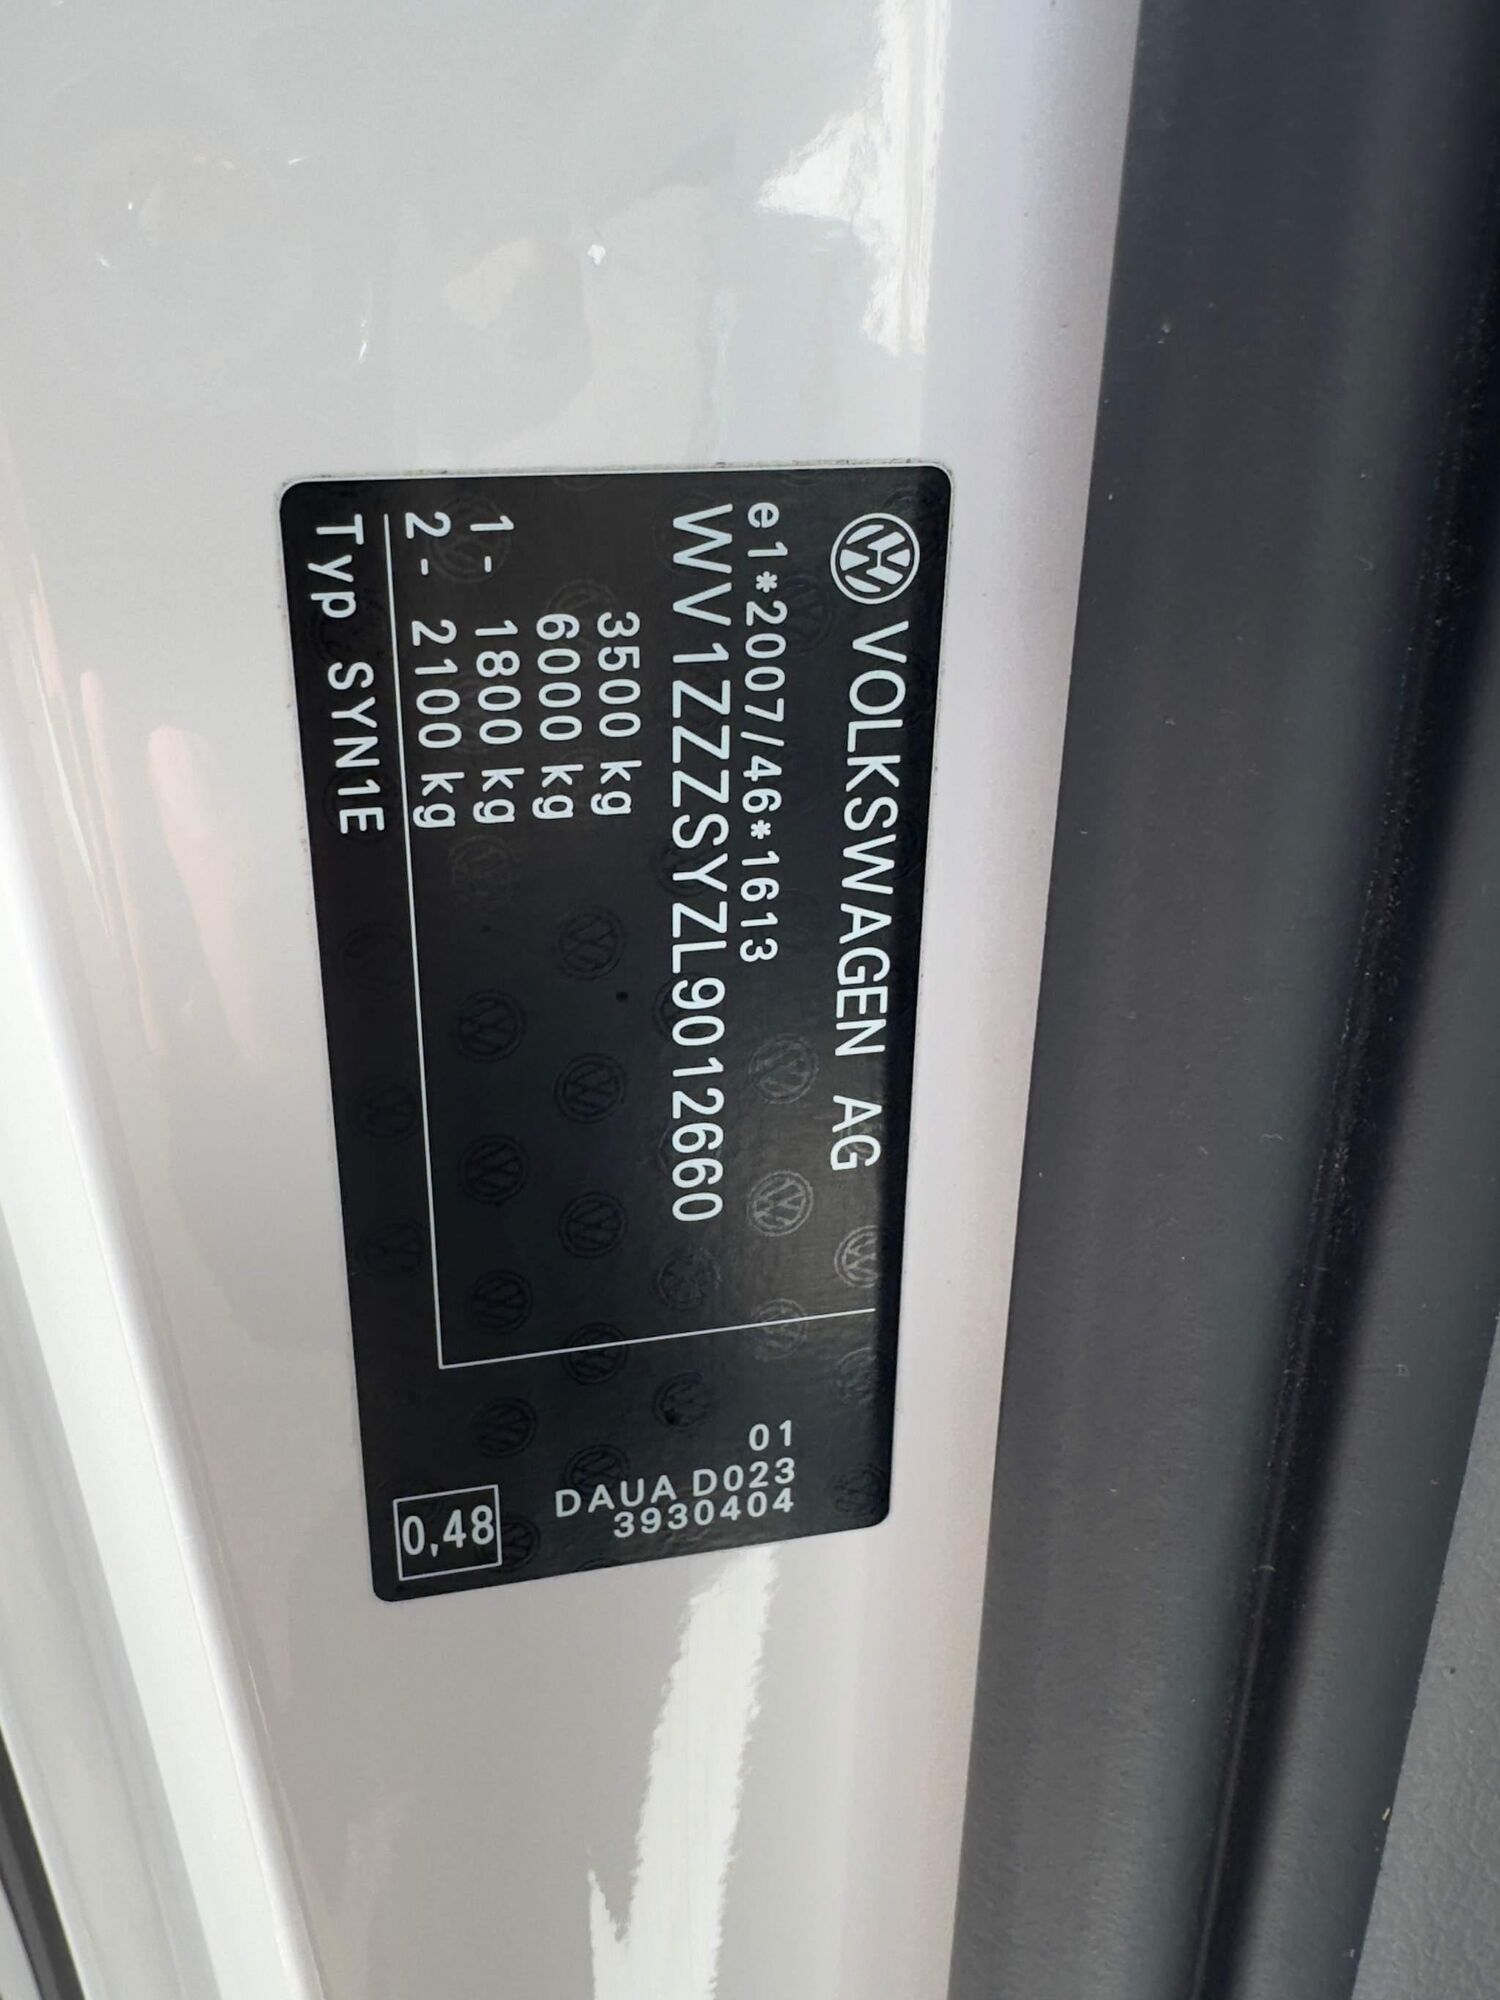 VOLKSWAGEN AG
e1*2007/46*1613
WV1ZZZSYZL9012660
3500 kg
6000 kg
1- 1800 kg
2- 2100 kg
Typ SYN1E
01
DAUA D023
3930404
0,48